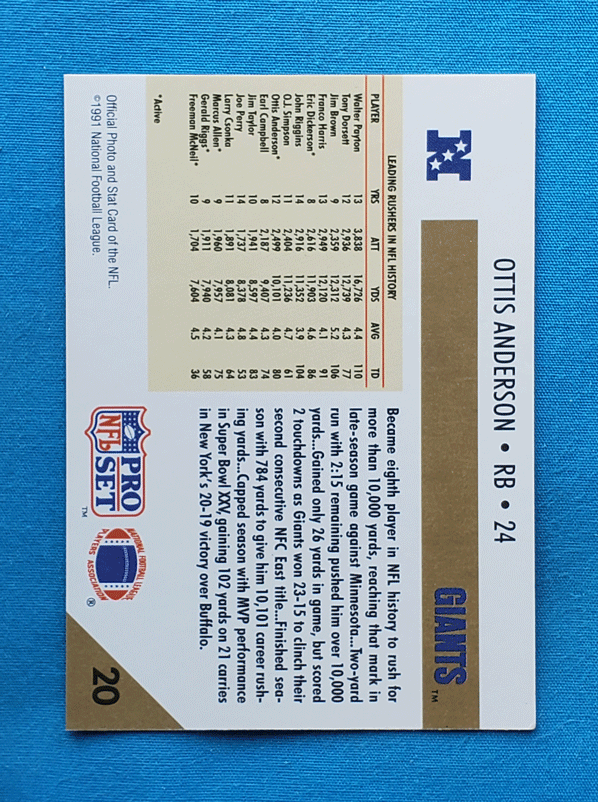 OTTIS ANDERSON • RB • 24
N
GIANTS™
LEADING RUSHERS IN NFL HISTORY
PLAYER YRS ATT YDS AVG TD
Walter Payton 13 3,838 16,726 4.4 110
Tony Dorsett 12 2,936 12,739 4.3 77
Jim Brown 9 2,359 12,312 5.2 106
Franco Harris 13 2,949 12,120 4.1 91
Eric Dickerson* 8 2,616 11,903 4.6 86
John Riggins 14 2,916 11,352 3.9 104
O.J. Simpson 11 2,404 11,236 4.7 61
Ottis Anderson* 12 2,499 10,101 4.0 80
Earl Campbell 8 2,187 9,407 4.3 74
Jim Taylor 10 1,941 8,597 4.4 83
Joe Perry 14 1,737 8,378 4.8 53
Larry Csonka 11 1,891 8,081 4.3 64
Marcus Allen* 9 1,960 7,957 4.1 75
Gerald Riggs* 9 1,911 7,940 4.2 58
Freeman McNeil* 10 1,704 7,604 4.5 36
*Active
Became eighth player in NFL history to rush for
more than 10,000 yards, reaching that mark in
late-season game against Minnesota...Two-yard
run with 2:15 remaining pushed him over 10,000
yards...Gained only 26 yards in game, but scored
2 touchdowns as Giants won 23-15 to clinch their
second consecutive NFC East title...Finished sea-
son with 784 yards to give him 10,101 career rush-
ing yards...Capped season with MVP performance
in Super Bowl XXV, gaining 102 yards on 21 carries
in New York's 20-19 victory over Buffalo.
Official Photo and Stat Card of the NFL.
©1991 National Football League.
PRO
NFL SET™
NATIONAL FOOTBALL LEAGUE
PLAYERS ASSOCIATION®
20